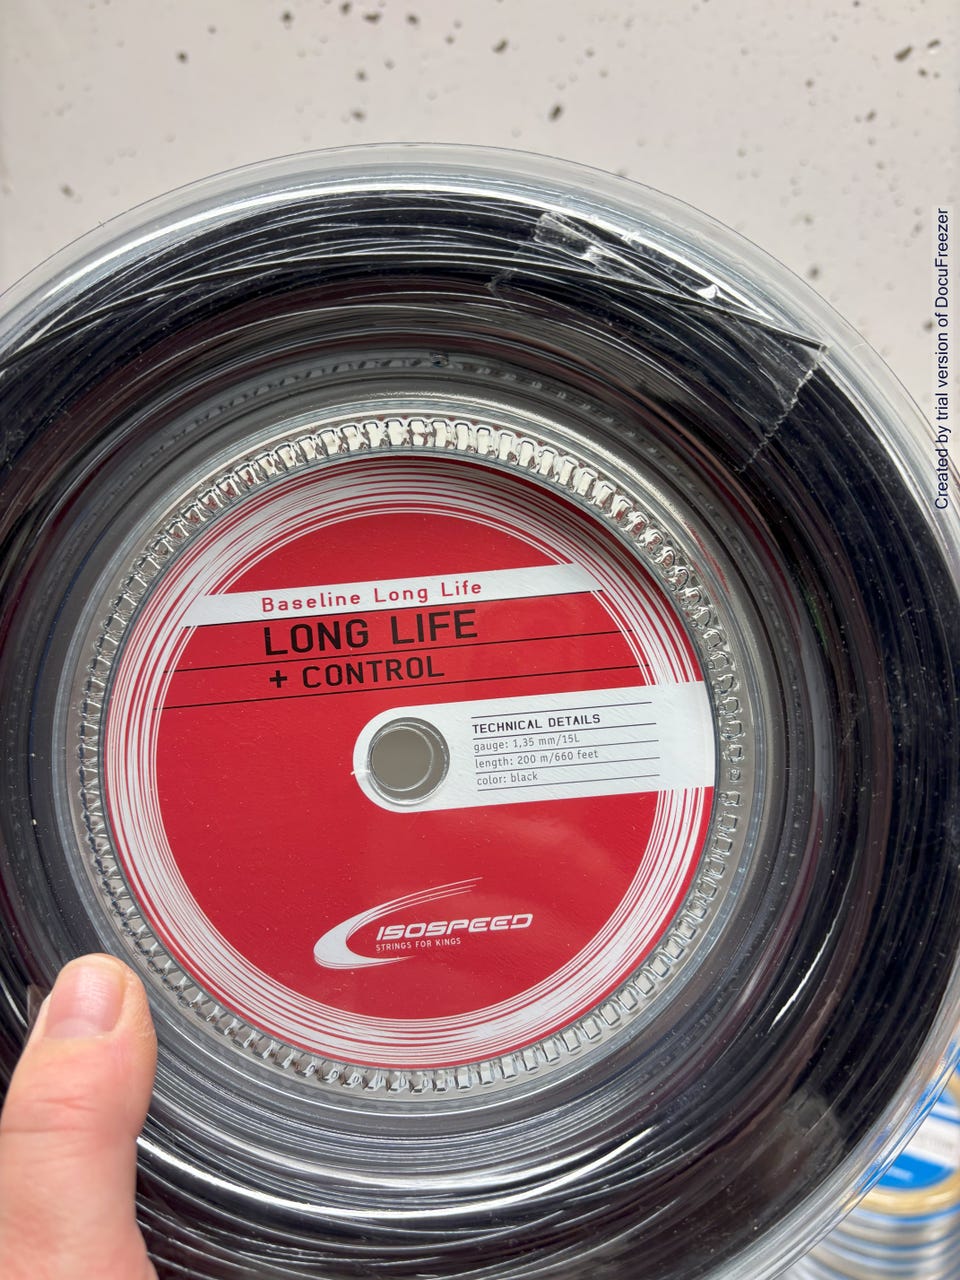 Baseline Long Life
LONG LIFE
+ CONTROL
TECHNICAL DETAILS
gauge: 1,35 mm/15L
length: 200 m/660 feet
color: black
ISOSPEED
STRINGS FOR KINGS
Created by trial version of DocuFreezer